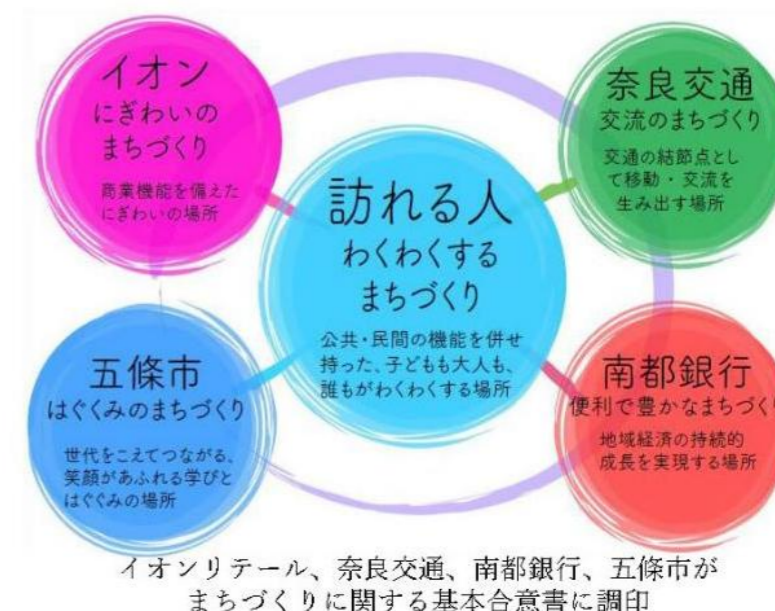 イオン
にぎわいの
まちづくり
商業機能を備えた
にぎわいの場所
奈良交通
交流のまちづくり
交通の結節点とし
て移動・交流を
生み出す場所
訪れる人
わくわくする
まちづくり
公共・民間の機能を併せ
持った、子どもも大人も、
誰もがわくわくする場所
五條市
はぐくみのまちづくり
世代をこえてつながる、
笑顔があふれる学びと
はぐくみの場所
南都銀行
便利で豊かなまちづくり
地域経済の持続的
成長を実現する場所
イオンリテール、奈良交通、南都銀行、五條市が
まちづくりに関する基本合意書に調印